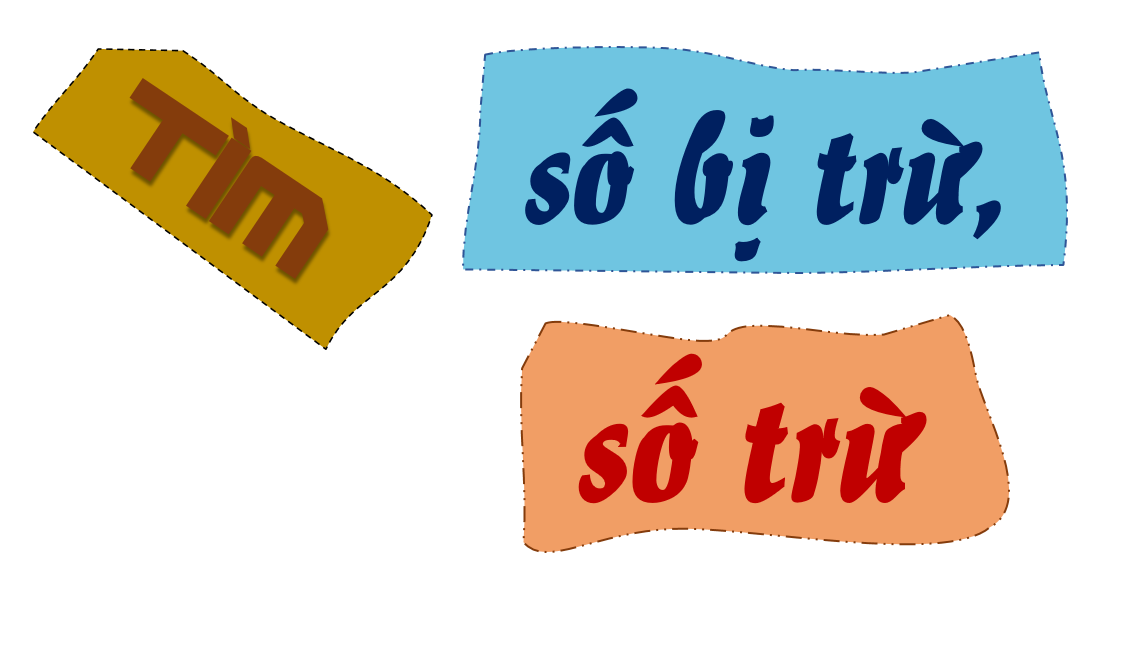 Tìm
số bị trừ,
số trừ